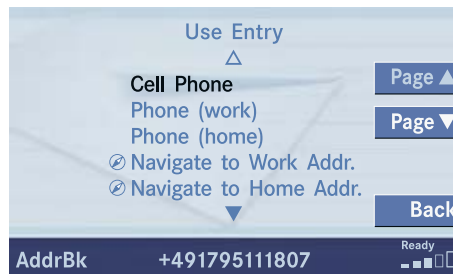 Use Entry
Cell Phone
Page
Phone (work)
Page
Phone (home)
Navigate to Work Addr.
Navigate to Home Addr.
Back
Ready
AddrBk +491795111807